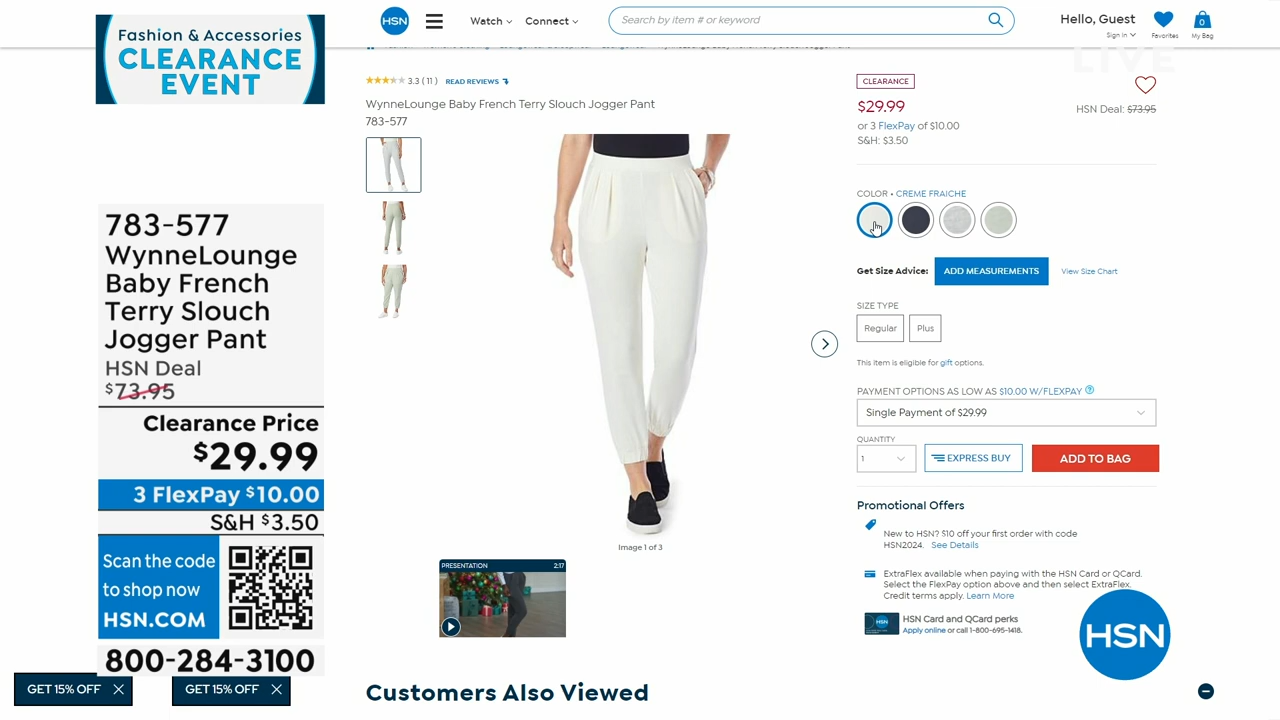 Fashion & Accessories
CLEARANCE
EVENT
HSN
Watch
Connect
Search by item # or keyword
Hello, Guest
Sign In
Favorites
0
My Bag
LIVE
3.3 (11)
READ REVIEWS
WynneLounge Baby French Terry Slouch Jogger Pant
783-577
CLEARANCE
$29.99
HSN Deal: $73.95
or 3 FlexPay of $10.00
S&H: $3.50
COLOR • CREME FRAICHE
Get Size Advice:
ADD MEASUREMENTS
View Size Chart
SIZE TYPE
Regular
Plus
This item is eligible for gift options.
PAYMENT OPTIONS AS LOW AS $10.00 W/FLEXPAY
Single Payment of $29.99
QUANTITY
1
EXPRESS BUY
ADD TO BAG
Promotional Offers
New to HSN? $10 off your first order with code
HSN2024. See Details
ExtraFlex available when paying with the HSN Card or QCard.
Select the FlexPay option above and then select ExtraFlex.
Credit terms apply. Learn More
HSN Card and QCard perks
Apply online or call 1-800-695-1418.
HSN
Image 1 of 3
PRESENTATION
2:17
783-577
WynneLounge
Baby French
Terry Slouch
Jogger Pant
HSN Deal
$73.95
Clearance Price
$29.99
3 FlexPay $10.00
S&H $3.50
Scan the code
to shop now
HSN.COM
800-284-3100
GET 15% OFF
GET 15% OFF
Customers Also Viewed